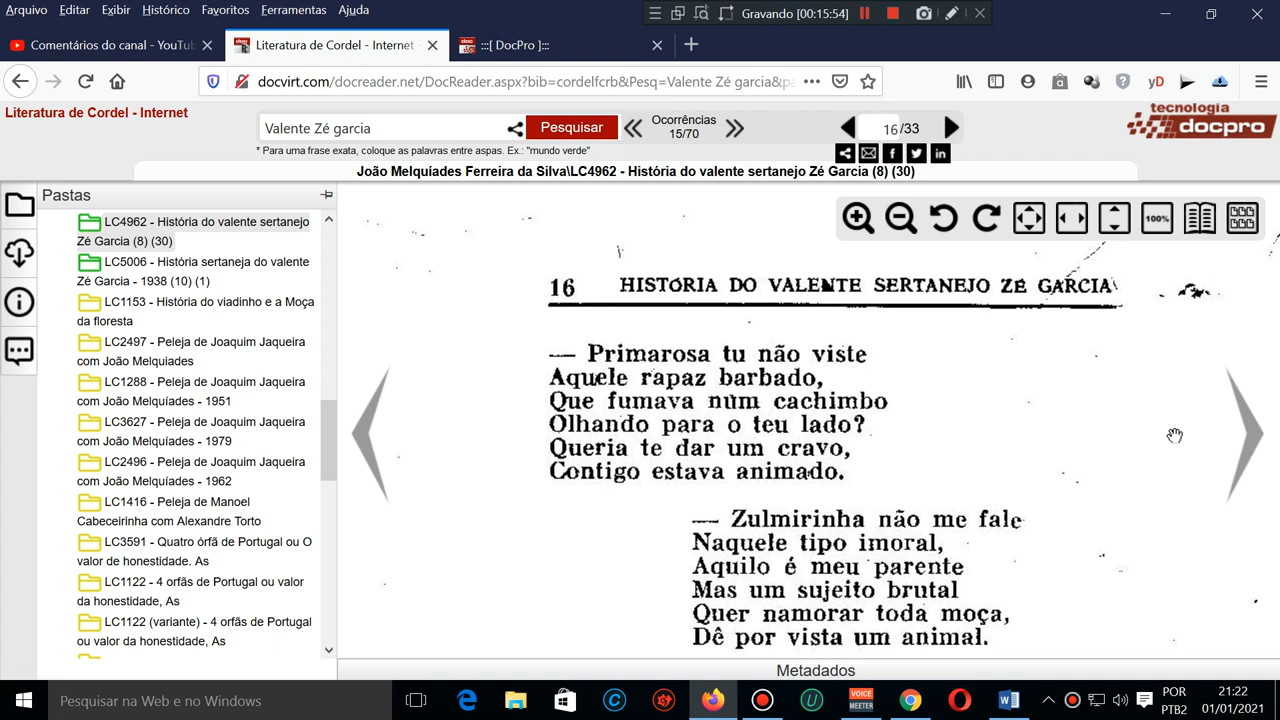 Arquivo Editar Exibir Histórico Favoritos Ferramentas Ajuda
Gravando (00:15:54)
Comentários do canal - YouTub
Literatura de Cordel - Internet -
:::[ DocPro ]:::
docvirt.com/docreader.net/DocReader.aspx?bib=cordelfcrb&Pesq=Valente Zé garcia&pa
Literatura de Cordel - Internet
Valente Zé garcia
Pesquisar
Ocorrências
15/70
16 /33
tecnologia
docpro
* Para uma frase exata, coloque as palavras entre aspas. Ex.: "mundo verde"
João Melquíades Ferreira da Silva\LC4962 - História do valente sertanejo Zé Garcia (8) (30)
Pastas
LC4962 - História do valente sertanejo
Zé Garcia (8) (30)
LC5006 - História sertaneja do valente
Zé Garcia - 1938 (10) (1)
LC1153 - História do viadinho e a Moça
da floresta
LC2497 - Peleja de Joaquim Jaqueira
com João Melquiades
LC1288 - Peleja de Joaquim Jaqueira
com João Melquíades - 1951
LC3627 - Peleja de Joaquim Jaqueira
com João Melquíades - 1979
LC2496 - Peleja de Joaquim Jaqueira
com João Melquíades - 1962
LC1416 - Peleja de Manoel
Cabeceirinha com Alexandre Torto
LC3591 - Quatro órfã de Portugal ou O
valor de honestidade. As
LC1122 - 4 orfãs de Portugal ou valor
da honestidade, As
LC1122 (variante) - 4 orfãs de Portugal
ou valor da honestidade, As
100%
16 HISTORIA DO VALENTE SERTANEJO ZÉ GARCIA
— Primarosa tu não viste
Aquele rapaz barbado,
Que fumava num cachimbo
Olhando para o teu lado?
Queria te dar um cravo,
Contigo estava animado.
— Zulmirinha não me fale
Naquele tipo imoral,
Aquilo é meu parente
Mas um sujeito brutal
Quer namorar toda moça,
Dê por vista um animal.
Metadados
Pesquisar na Web e no Windows
VOICE
MEETER
POR
PTB2
21:22
01/01/2021